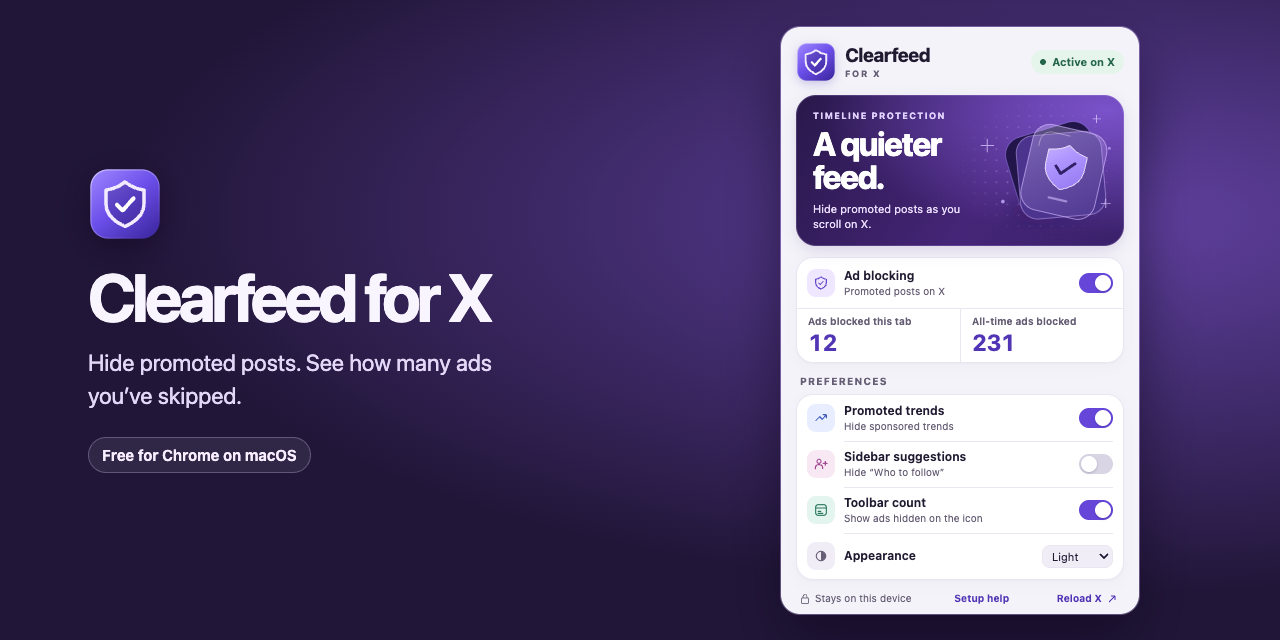 Clearfeed for X
Hide promoted posts. See how many ads
you’ve skipped.
Free for Chrome on macOS
Clearfeed
FOR X
Active on X
TIMELINE PROTECTION
A quieter
feed.
Hide promoted posts as you
scroll on X.
Ad blocking
Promoted posts on X
Ads blocked this tab
12
All-time ads blocked
231
PREFERENCES
Promoted trends
Hide sponsored trends
Sidebar suggestions
Hide “Who to follow”
Toolbar count
Show ads hidden on the icon
Appearance
Light
Stays on this device
Setup help
Reload X ↗